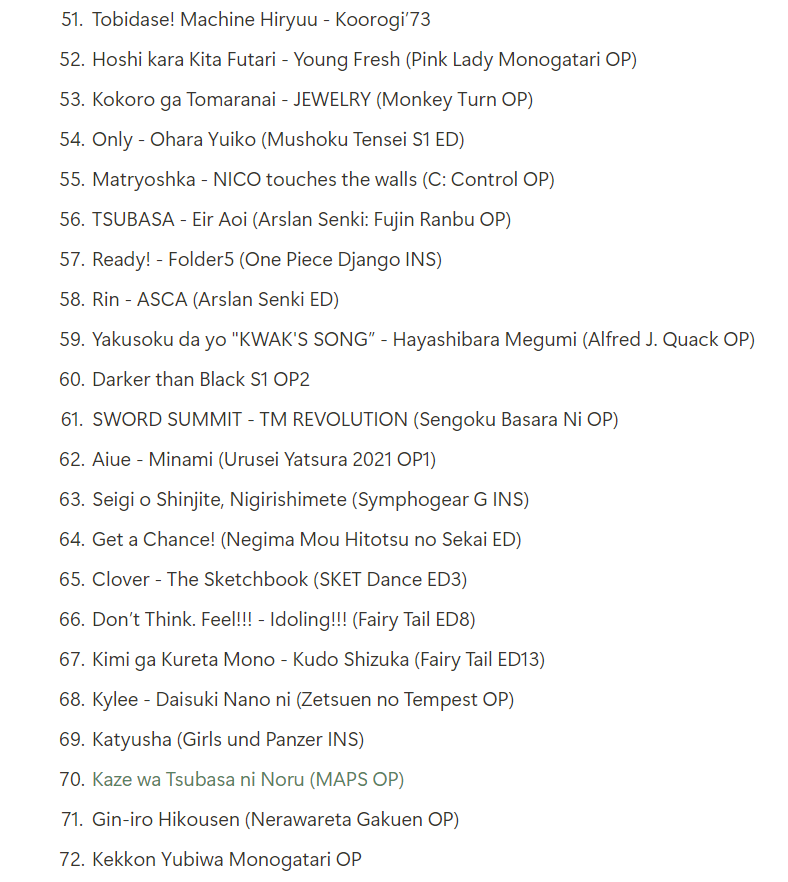 51. Tobidase! Machine Hiryuu - Koorogi’73
52. Hoshi kara Kita Futari - Young Fresh (Pink Lady Monogatari OP)
53. Kokoro ga Tomaranai - JEWELRY (Monkey Turn OP)
54. Only - Ohara Yuiko (Mushoku Tensei S1 ED)
55. Matryoshka - NICO touches the walls (C: Control OP)
56. TSUBASA - Eir Aoi (Arslan Senki: Fujin Ranbu OP)
57. Ready! - Folder5 (One Piece Django INS)
58. Rin - ASCA (Arslan Senki ED)
59. Yakusoku da yo "KWAK'S SONG” - Hayashibara Megumi (Alfred J. Quack OP)
60. Darker than Black S1 OP2
61. SWORD SUMMIT - TM REVOLUTION (Sengoku Basara Ni OP)
62. Aiue - Minami (Urusei Yatsura 2021 OP1)
63. Seigi o Shinjite, Nigirishimete (Symphogear G INS)
64. Get a Chance! (Negima Mou Hitotsu no Sekai ED)
65. Clover - The Sketchbook (SKET Dance ED3)
66. Don’t Think. Feel!!! - Idoling!!! (Fairy Tail ED8)
67. Kimi ga Kureta Mono - Kudo Shizuka (Fairy Tail ED13)
68. Kylee - Daisuki Nano ni (Zetsuen no Tempest OP)
69. Katyusha (Girls und Panzer INS)
70. Kaze wa Tsubasa ni Noru (MAPS OP)
71. Gin-iro Hikousen (Nerawareta Gakuen OP)
72. Kekkon Yubiwa Monogatari OP